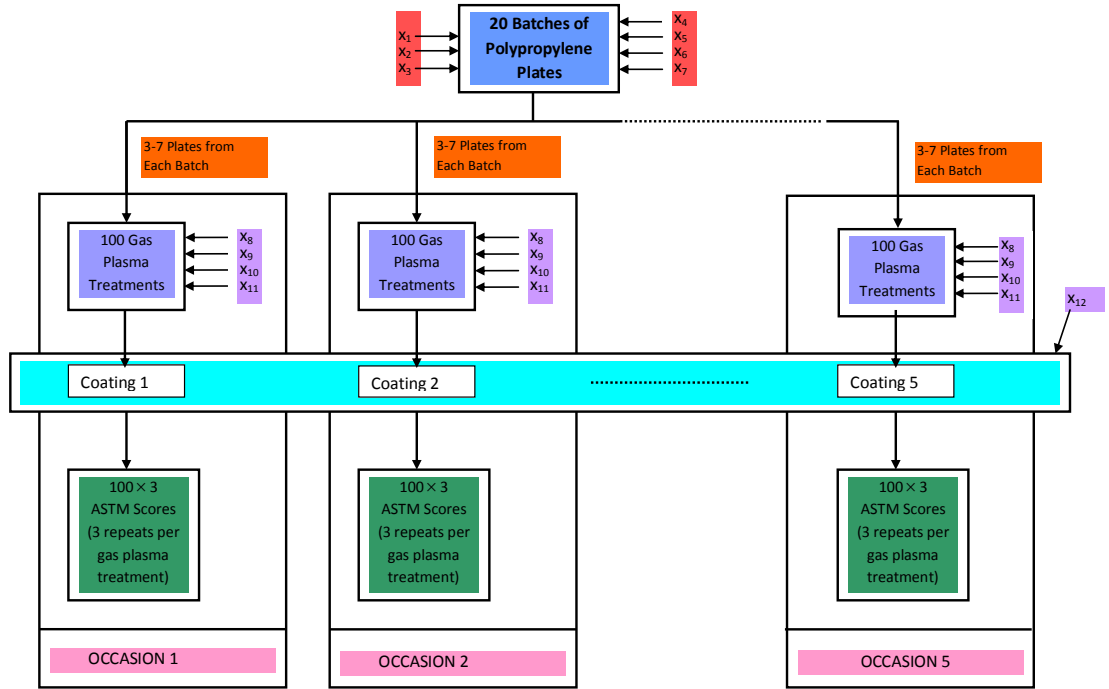 20 Batches of
Polypropylene
Plates
x₁
x₂
x₃
x₄
x₅
x₆
x₇
3-7 Plates from
Each Batch
3-7 Plates from
Each Batch
3-7 Plates from
Each Batch
100 Gas
Plasma
Treatments
x₈
x₉
x₁₀
x₁₁
100 Gas
Plasma
Treatments
x₈
x₉
x₁₀
x₁₁
100 Gas
Plasma
Treatments
x₈
x₉
x₁₀
x₁₁
x₁₂
Coating 1
Coating 2
Coating 5
100 × 3
ASTM Scores
(3 repeats per
gas plasma
treatment)
100 × 3
ASTM Scores
(3 repeats per
gas plasma
treatment)
100 × 3
ASTM Scores
(3 repeats per
gas plasma
treatment)
OCCASION 1
OCCASION 2
OCCASION 5